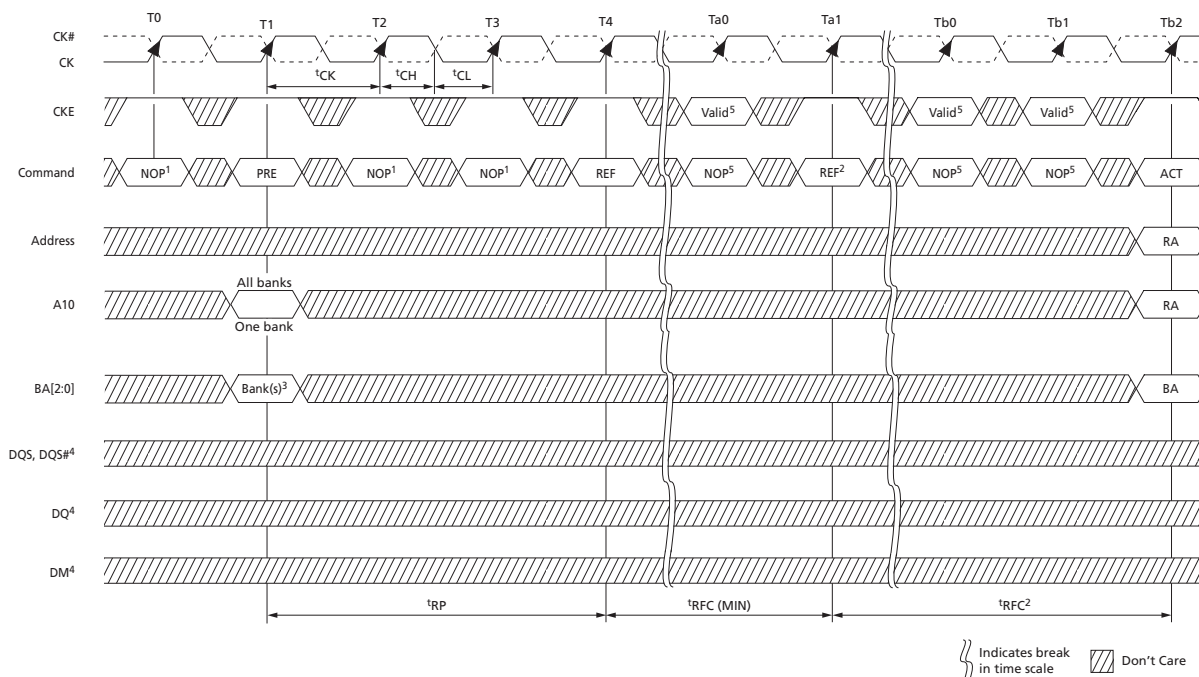 T0 T1 T2 T3 T4 Ta0 Ta1 Tb0 Tb1 Tb2
CK#
CK
tCK tCH tCL
CKE Valid5 Valid5 Valid5
Command NOP1 PRE NOP1 NOP1 REF NOP5 REF2 NOP5 NOP5 ACT
Address RA
All banks
A10 RA
One bank
BA[2:0] Bank(s)3 BA
DQS, DQS#4
DQ4
DM4
tRP tRFC (MIN) tRFC2
Indicates break
in time scale
Don't Care